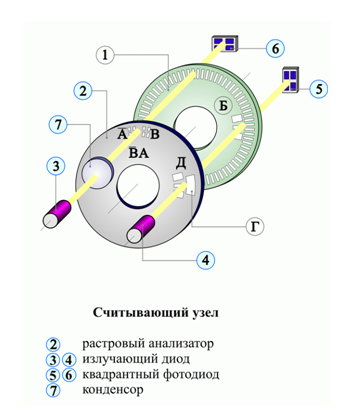 1
6
5
2
Б
7
А В
ВА
3
Д
Г
4
Считывающий узел
2 растровый анализатор
3 4 излучающий диод
5 6 квадрантный фотодиод
7 конденсор